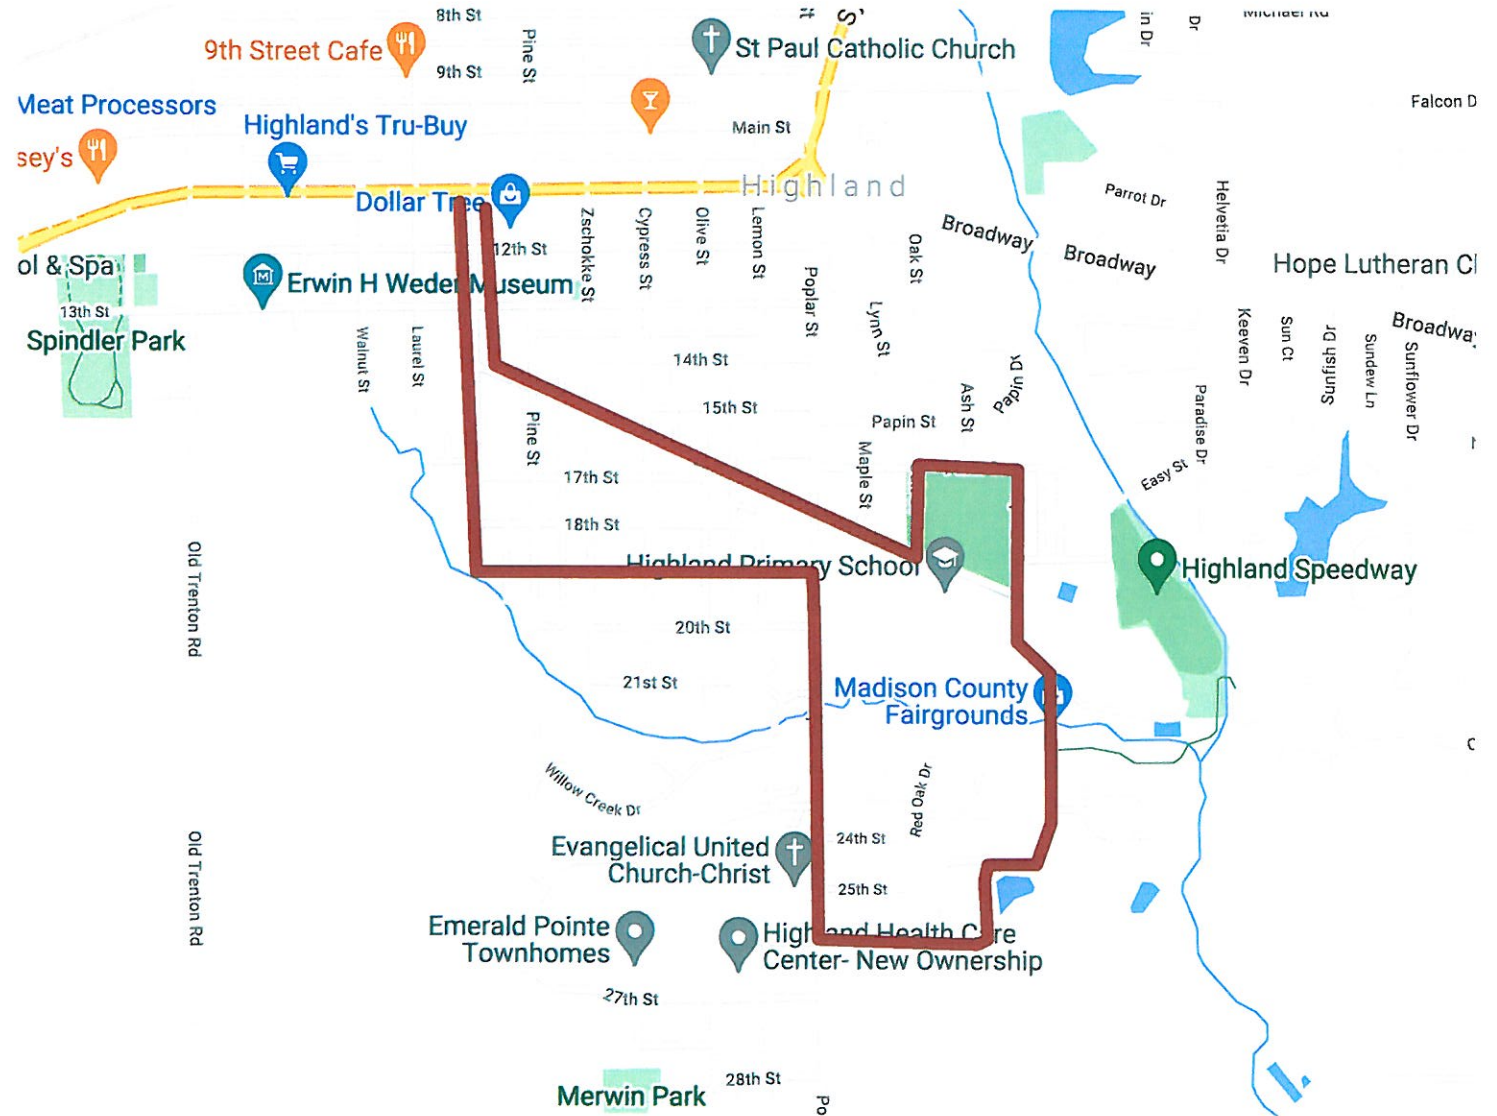 8th St
9th Street Cafe
9th St
Pine St
St Paul Catholic Church
in Dr
Dr
Falcon D
Meat Processors
Highland's Tru-Buy
Main St
sey's
Highland
Dollar Tree
Parrot Dr
Helvetia Dr
Broadway
Broadway
12th St
Zschokke St
Cypress St
Olive St
Lemon St
Oak St
ol & Spa
Erwin H Weder Museum
Hope Lutheran Cl
13th St
Spindler Park
Walnut St
Laurel St
Poplar St
Lynn St
Keeven Dr
Sun Ct
Sunfish Dr
Sundew Ln
Sunflower Dr
Broadway
14th St
15th St
Papin St
Ash St
Papin Dr
Paradise Dr
Pine St
Maple St
Easy St
17th St
18th St
Old Trenton Rd
Highland Primary School
Highland Speedway
20th St
21st St
Madison County
Fairgrounds
Willow Creek Dr
Red Oak Dr
Old Trenton Rd
24th St
Evangelical United
Church-Christ
25th St
Emerald Pointe
Townhomes
Highland Health Care
Center- New Ownership
27th St
28th St
Merwin Park
Po